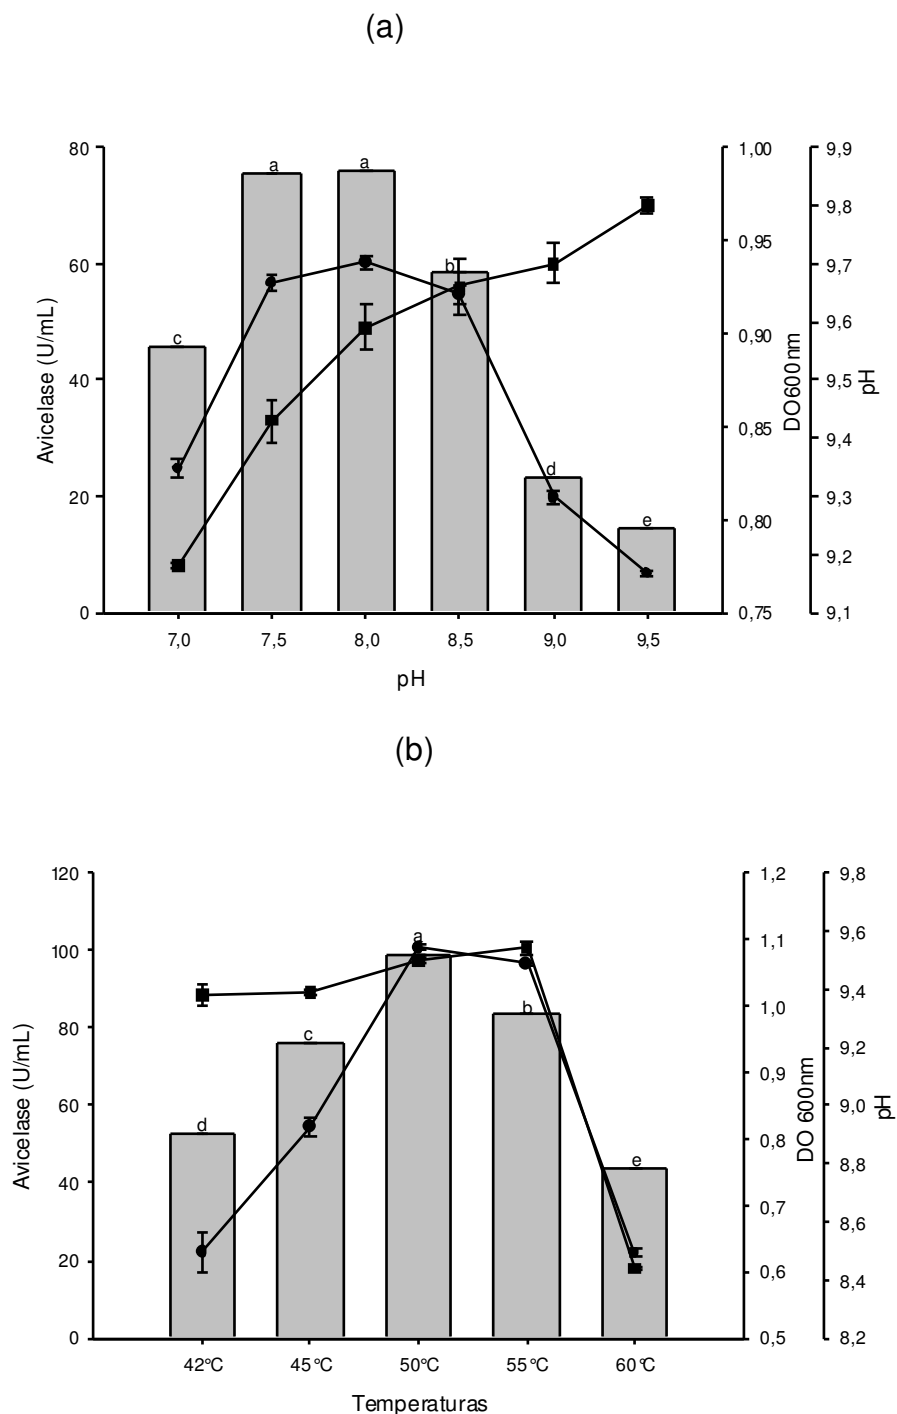 (a)
80
60
40
20
0
Avicelase (U/mL)
c
a
a
b
d
e
1,00
0,95
0,90
0,85
0,80
0,75
DO600nm
9,9
9,8
9,7
9,6
9,5
9,4
9,3
9,2
9,1
pH
7,0 7,5 8,0 8,5 9,0 9,5
pH
(b)
120
100
80
60
40
20
0
Avicelase (U/mL)
d
c
a
b
e
1,2
1,1
1,0
0,9
0,8
0,7
0,6
0,5
DO 600nm
9,8
9,6
9,4
9,2
9,0
8,8
8,6
8,4
8,2
pH
42°C 45°C 50°C 55°C 60°C
Temperaturas